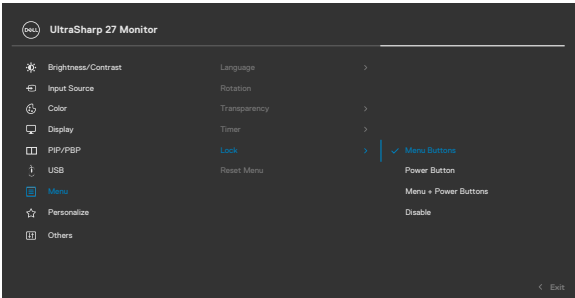 DELL UltraSharp 27 Monitor
Brightness/Contrast Language >
Input Source Rotation
Color Transparency >
Display Timer >
PIP/PBP Lock > ✓ Menu Buttons
USB Reset Menu Power Button
Menu Menu + Power Buttons
Personalize Disable
Others
< Exit